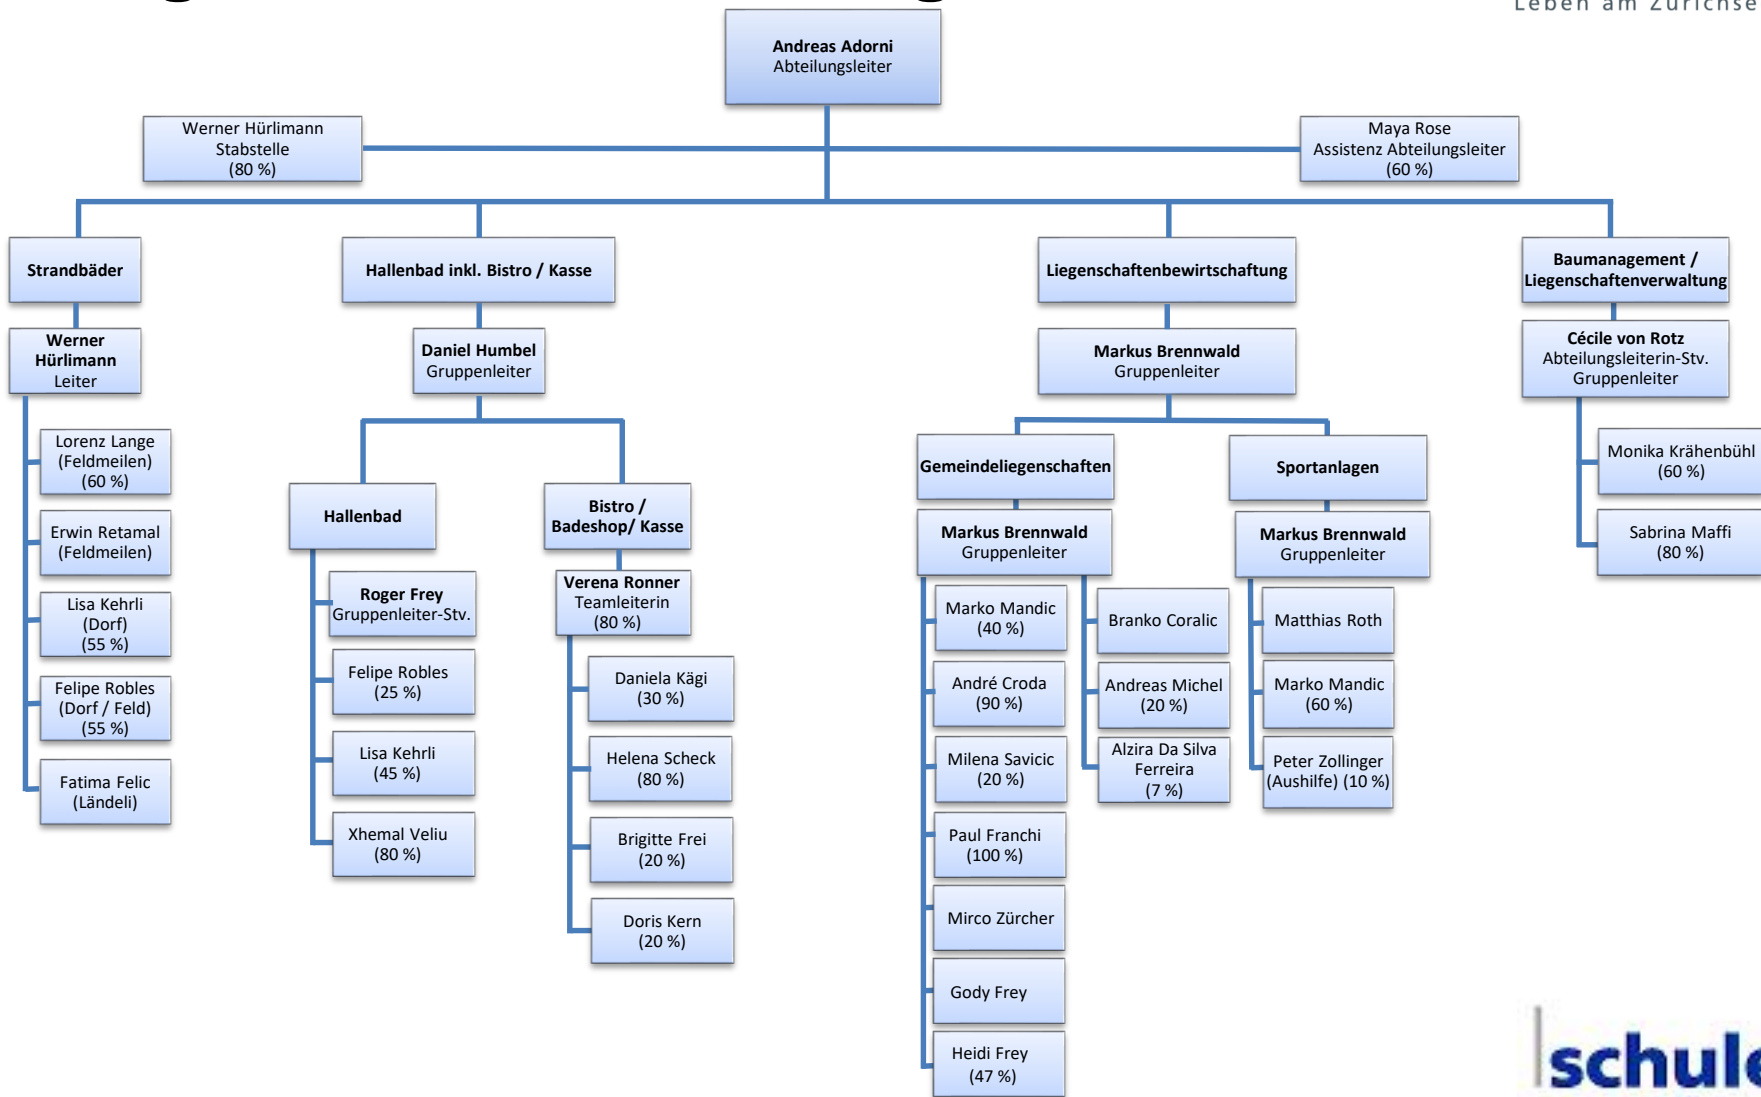 Leben am Zürichse
Andreas Adorni
Abteilungsleiter
Werner Hürlimann
Stabstelle
(80 %)
Maya Rose
Assistenz Abteilungsleiter
(60 %)
Strandbäder
Hallenbad inkl. Bistro / Kasse
Liegenschaftenbewirtschaftung
Baumanagement /
Liegenschaftenverwaltung
Werner
Hürlimann
Leiter
Daniel Humbel
Gruppenleiter
Markus Brennwald
Gruppenleiter
Cécile von Rotz
Abteilungsleiterin-Stv.
Gruppenleiter
Lorenz Lange
(Feldmeilen)
(60 %)
Erwin Retamal
(Feldmeilen)
Lisa Kehrli
(Dorf)
(55 %)
Felipe Robles
(Dorf / Feld)
(55 %)
Fatima Felic
(Ländeli)
Hallenbad
Roger Frey
Gruppenleiter-Stv.
Felipe Robles
(25 %)
Lisa Kehrli
(45 %)
Xhemal Veliu
(80 %)
Bistro /
Badeshop/ Kasse
Verena Ronner
Teamleiterin
(80 %)
Daniela Kägi
(30 %)
Helena Scheck
(80 %)
Brigitte Frei
(20 %)
Doris Kern
(20 %)
Gemeindeliegenschaften
Markus Brennwald
Gruppenleiter
Marko Mandic
(40 %)
André Croda
(90 %)
Milena Savicic
(20 %)
Paul Franchi
(100 %)
Mirco Zürcher
Gody Frey
Heidi Frey
(47 %)
Branko Coralic
Andreas Michel
(20 %)
Alzira Da Silva
Ferreira
(7 %)
Sportanlagen
Markus Brennwald
Gruppenleiter
Matthias Roth
Marko Mandic
(60 %)
Peter Zollinger
(Aushilfe) (10 %)
Monika Krähenbühl
(60 %)
Sabrina Maffi
(80 %)
schule